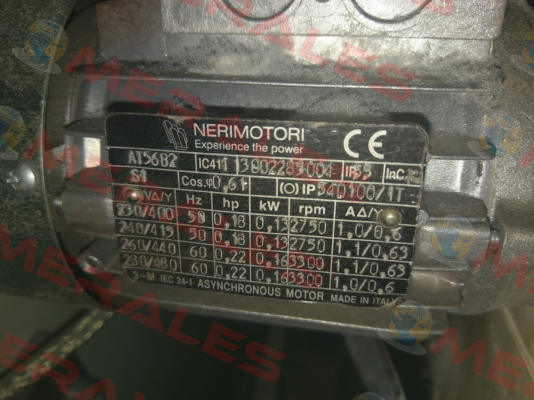 NERIMOTORI
Experience the power
CE
AT56B2 IC411 IP55 InC.
S1 Cos.φ 0,61
V Δ/Y Hz hp kW rpm A Δ/Y
230/400 50 0,18 0,13 2750 1,0/0,6
240/415 50 0,18 0,13 2750 1,1/0,63
260/440 60 0,22 0,16 3300 1,1/0,63
280/480 60 0,22 0,16 3300 1,0/0,6
3~M IEC 34-1 ASYNCHRONOUS MOTOR MADE IN ITALY
MERALES
MERALES
MERALES